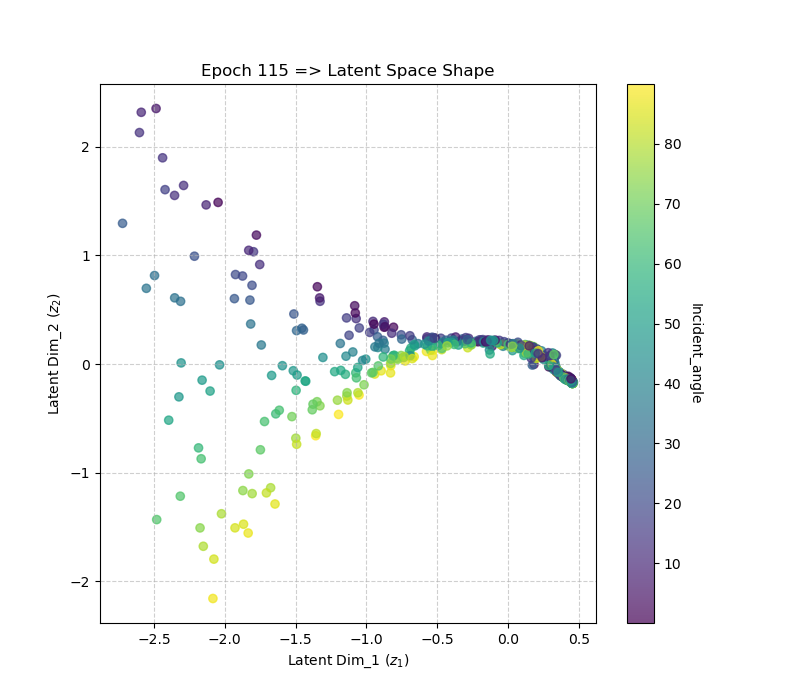 Epoch 115 => Latent Space Shape
Latent Dim_2 (z₂)
2
1
0
−1
−2
−2.5 −2.0 −1.5 −1.0 −0.5 0.0 0.5
Latent Dim_1 (z₁)
80
70
60
50
40
30
20
10
Incident_angle